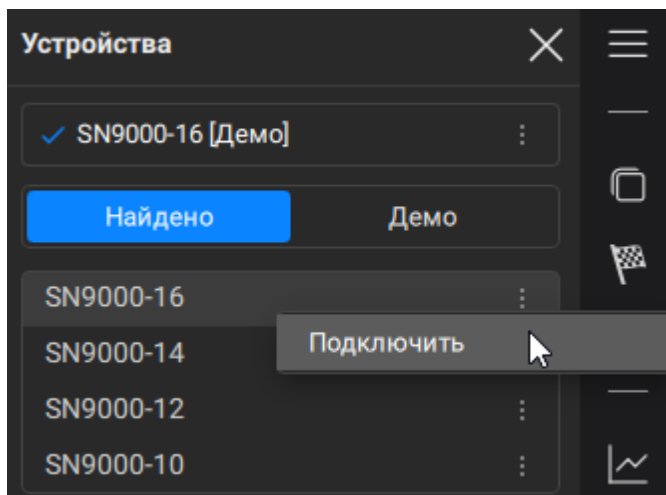 Устройства
SN9000-16 [Демо]
Найдено Демо
SN9000-16
Подключить
SN9000-14
SN9000-12
SN9000-10